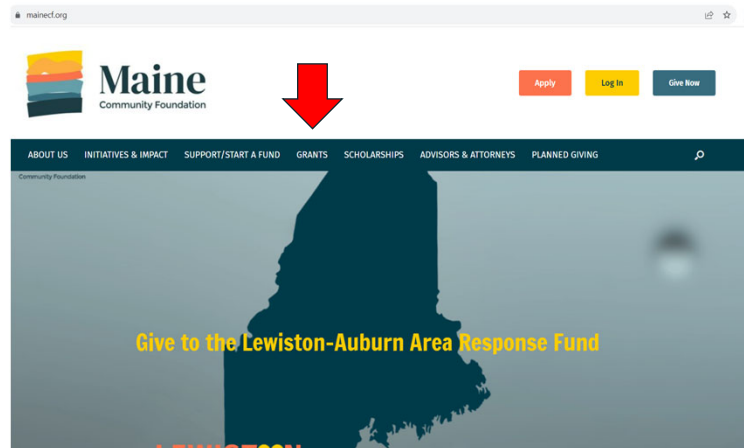 mainecf.org
Maine
Community Foundation
Apply
Log In
Give Now
ABOUT US INITIATIVES & IMPACT SUPPORT/START A FUND GRANTS SCHOLARSHIPS ADVISORS & ATTORNEYS PLANNED GIVING
Community Foundation
Give to the Lewiston-Auburn Area Response Fund